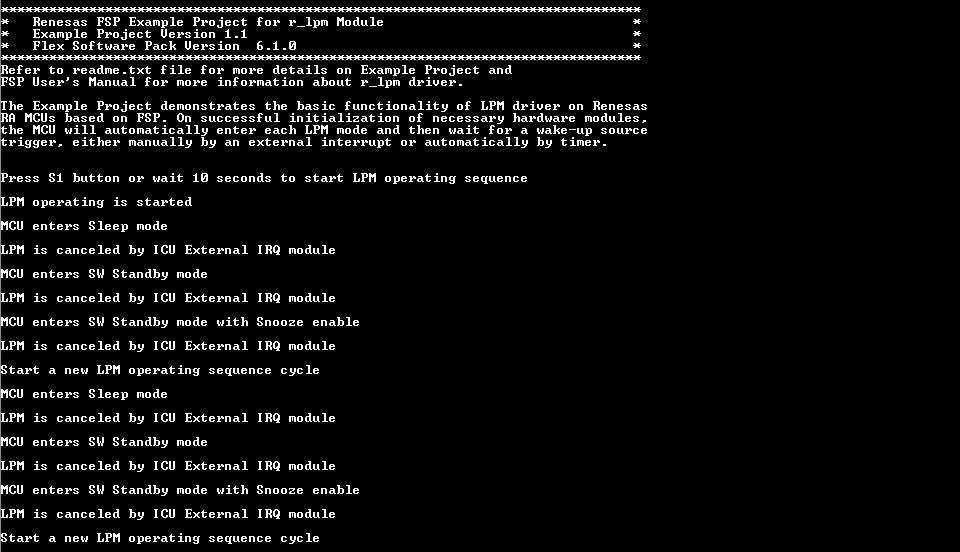 ********************************************************************************
*   Renesas FSP Example Project for r_lpm Module                               *
*   Example Project Version 1.1                                                *
*   Flex Software Pack Version  6.1.0                                          *
********************************************************************************
Refer to readme.txt file for more details on Example Project and
FSP User's Manual for more information about r_lpm driver.
The Example Project demonstrates the basic functionality of LPM driver on Renesas
RA MCUs based on FSP. On successful initialization of necessary hardware modules,
the MCU will automatically enter each LPM mode and then wait for a wake-up source
trigger, either manually by an external interrupt or automatically by timer.
Press S1 button or wait 10 seconds to start LPM operating sequence
LPM operating is started
MCU enters Sleep mode
LPM is canceled by ICU External IRQ module
MCU enters SW Standby mode
LPM is canceled by ICU External IRQ module
MCU enters SW Standby mode with Snooze enable
LPM is canceled by ICU External IRQ module
Start a new LPM operating sequence cycle
MCU enters Sleep mode
LPM is canceled by ICU External IRQ module
MCU enters SW Standby mode
LPM is canceled by ICU External IRQ module
MCU enters SW Standby mode with Snooze enable
LPM is canceled by ICU External IRQ module
Start a new LPM operating sequence cycle